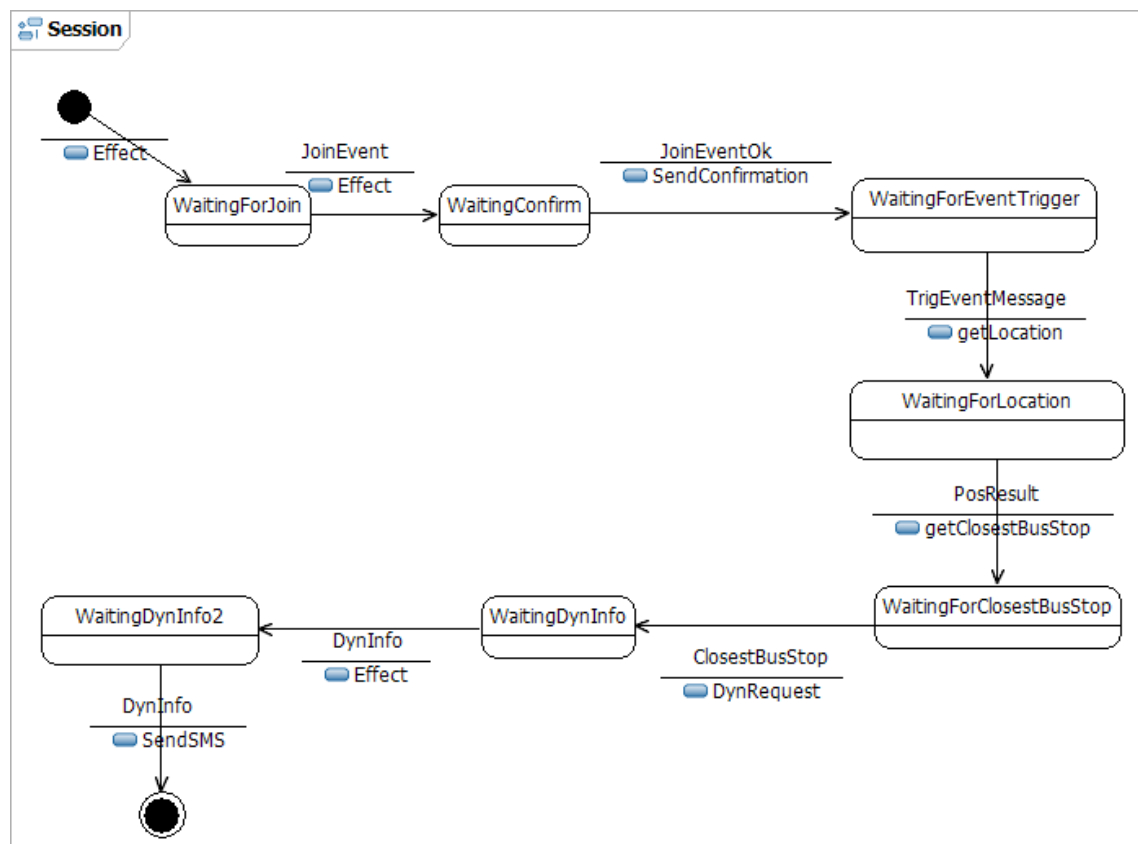 Session
Effect
JoinEvent
Effect
JoinEventOk
SendConfirmation
WaitingForJoin
WaitingConfirm
WaitingForEventTrigger
TrigEventMessage
getLocation
WaitingForLocation
PosResult
getClosestBusStop
WaitingForClosestBusStop
ClosestBusStop
DynRequest
WaitingDynInfo
DynInfo
Effect
WaitingDynInfo2
DynInfo
SendSMS